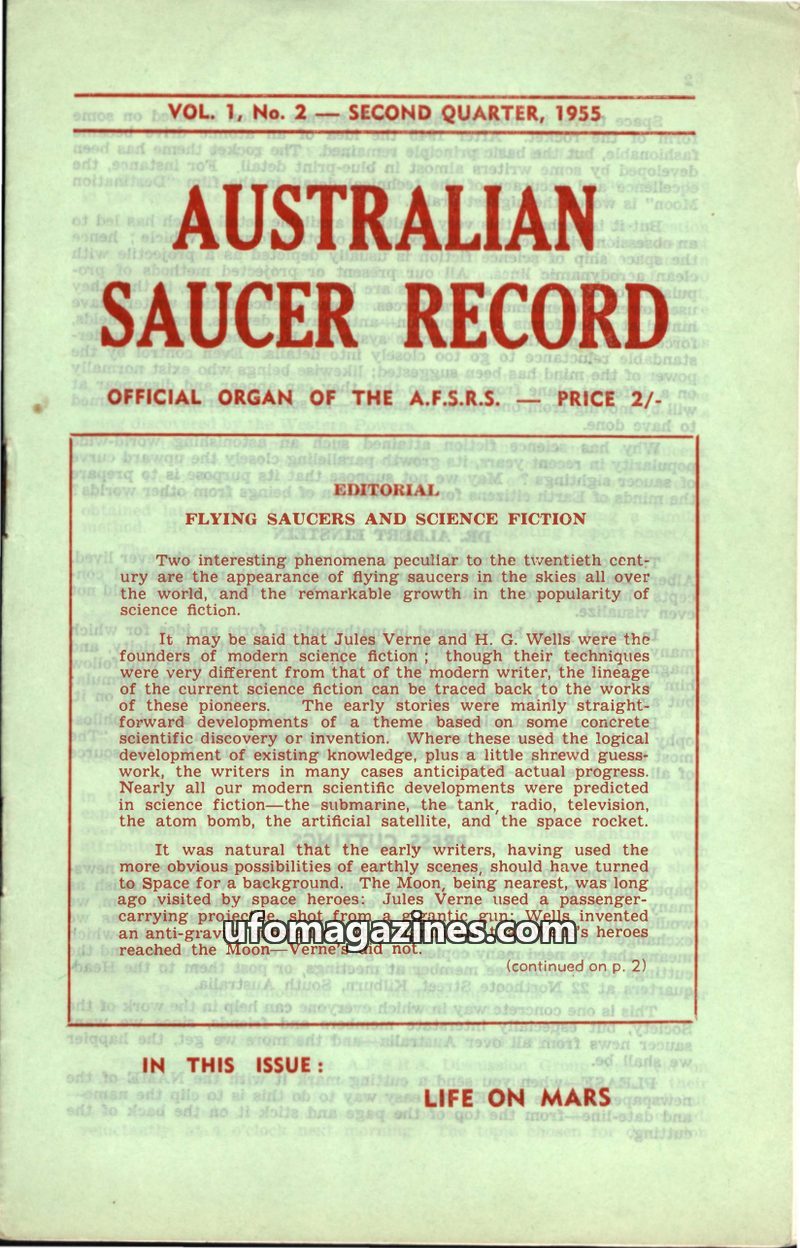 VOL. 1, No. 2 — SECOND QUARTER, 1955
AUSTRALIAN
SAUCER RECORD
OFFICIAL ORGAN OF THE A.F.S.R.S. — PRICE 2/-
EDITORIAL
FLYING SAUCERS AND SCIENCE FICTION
Two interesting phenomena peculiar to the twentieth cent-
ury are the appearance of flying saucers in the skies all over
the world, and the remarkable growth in the popularity of
science fiction.
It may be said that Jules Verne and H. G. Wells were the
founders of modern science fiction ; though their techniques
were very different from that of the modern writer, the lineage
of the current science fiction can be traced back to the works
of these pioneers. The early stories were mainly straight-
forward developments of a theme based on some concrete
scientific discovery or invention. Where these used the logical
development of existing knowledge, plus a little shrewd guess-
work, the writers in many cases anticipated actual progress.
Nearly all our modern scientific developments were predicted
in science fiction—the submarine, the tank, radio, television,
the atom bomb, the artificial satellite, and the space rocket.
It was natural that the early writers, having used the
more obvious possibilities of earthly scenes, should have turned
to Space for a background. The Moon, being nearest, was long
ago visited by space heroes: Jules Verne used a passenger-
carrying projectile, shot from a gigantic gun; Wells invented
an anti-grav heroes
ufomagazines.com
reached the Moon—Verne's did not.
(continued on p. 2)
IN THIS ISSUE :
LIFE ON MARS